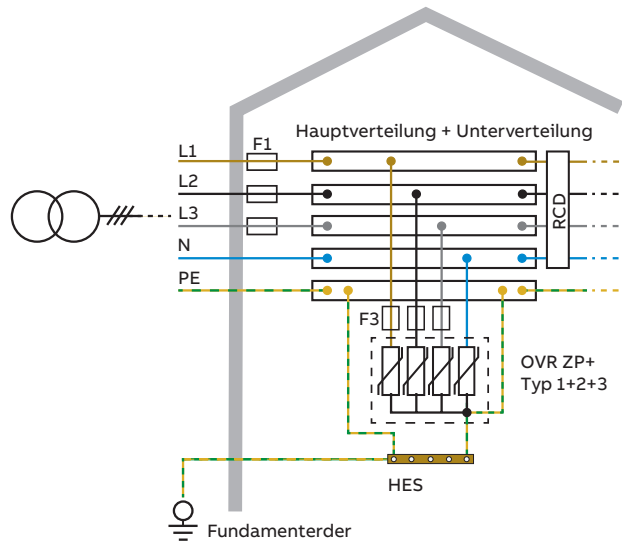 Hauptverteilung + Unterverteilung
L1
F1
L2
L3
N
PE
RCD
F3
OVR ZP+
Typ 1+2+3
HES
Fundamenterder